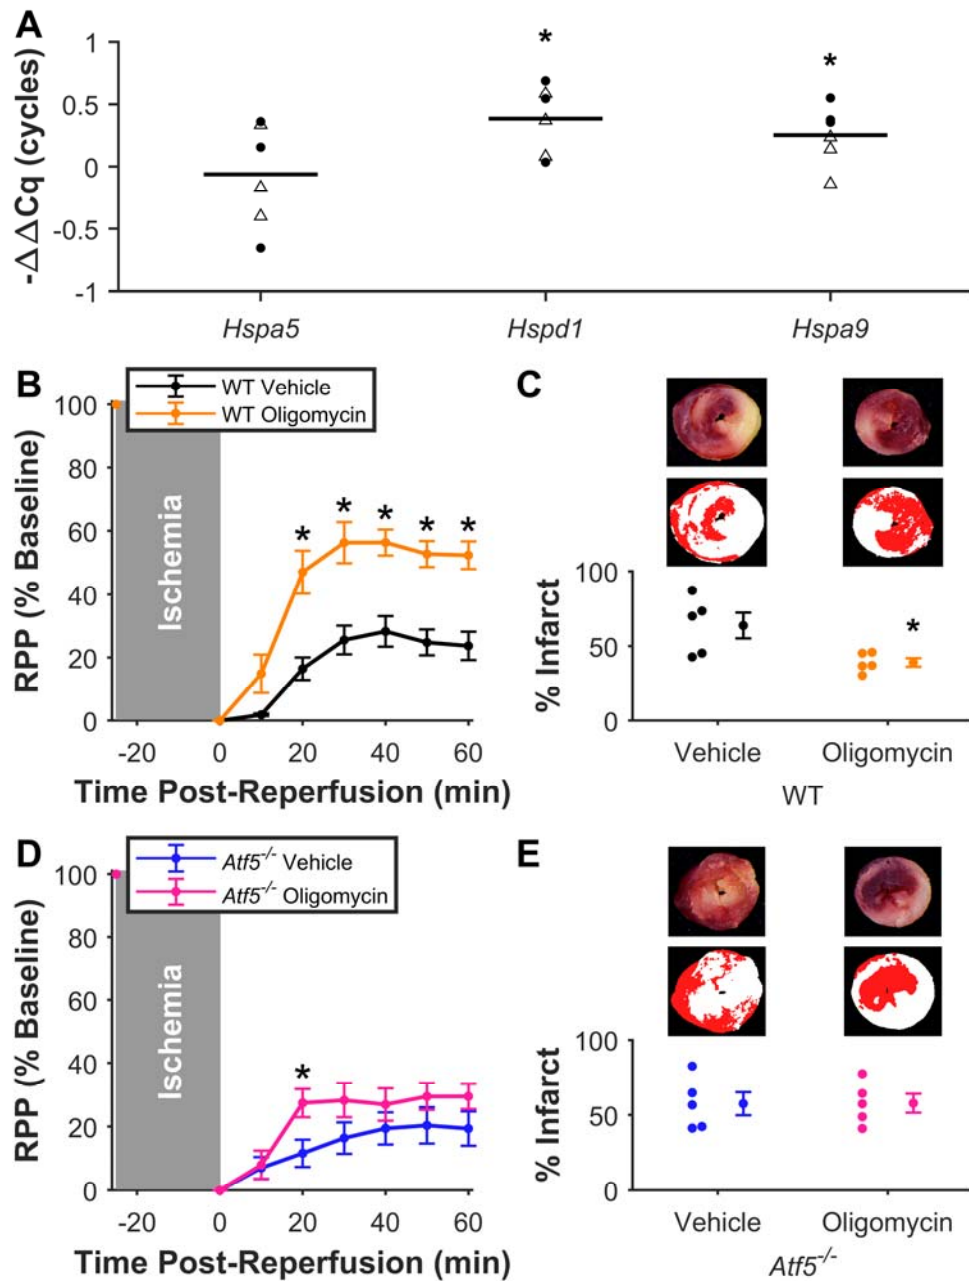 A
-ΔΔCq (cycles)
1
0.5
0
-0.5
-1
*
*
Hspa5
Hspd1
Hspa9
B
WT Vehicle
WT Oligomycin
RPP (% Baseline)
100
80
60
40
20
0
Ischemia
* * * * *
-20 0 20 40 60
Time Post-Reperfusion (min)
C
% Infarct
100
50
0
*
Vehicle Oligomycin
WT
D
Atf5-/- Vehicle
Atf5-/- Oligomycin
RPP (% Baseline)
100
80
60
40
20
0
Ischemia
*
-20 0 20 40 60
Time Post-Reperfusion (min)
E
% Infarct
100
50
0
Vehicle Oligomycin
Atf5-/-